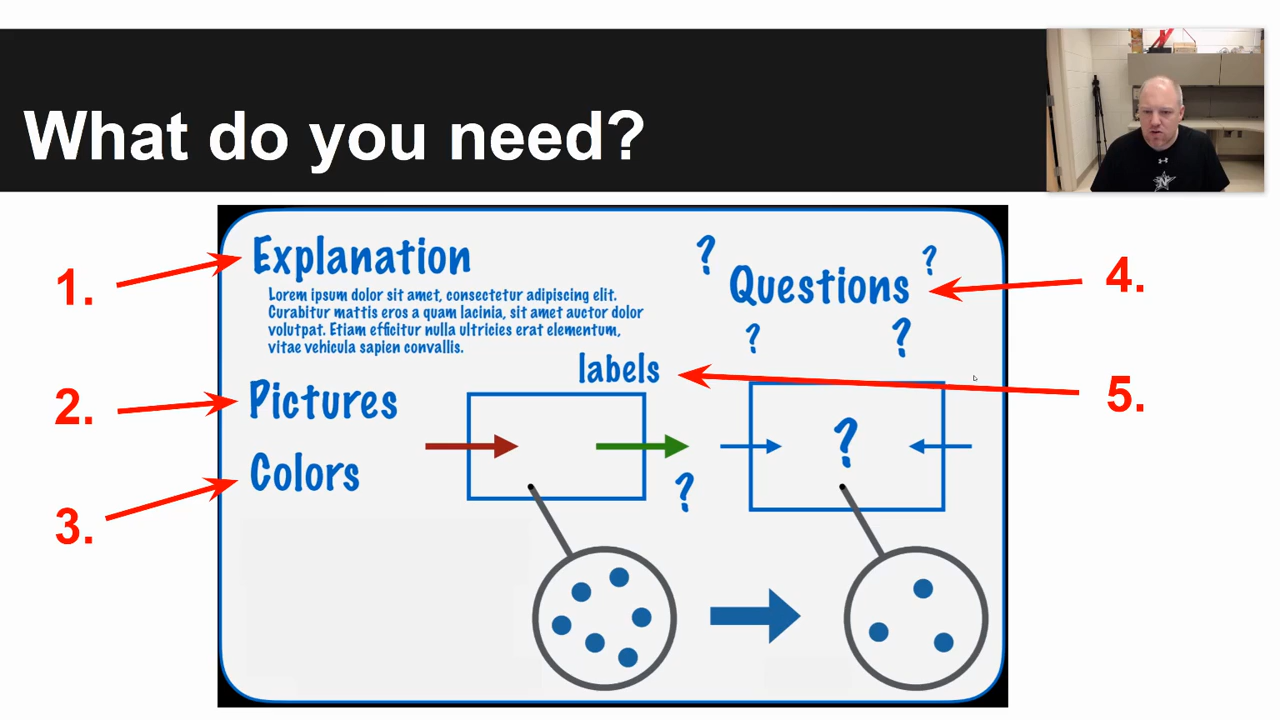 What do you need?
1.
Explanation
Lorem ipsum dolor sit amet, consectetur adipiscing elit.
Curabitur mattis eros a quam lacinia, sit amet auctor dolor
volutpat. Etiam efficitur nulla ultricies erat elementum,
vitae vehicula sapien convallis.
2.
Pictures
3.
Colors
labels
?
?
Questions
?
?
4.
5.
?
?
N